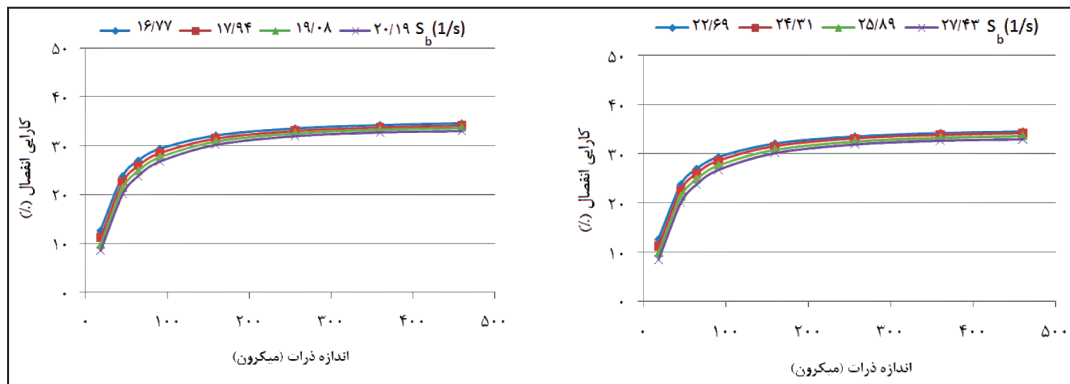 ۱۶/۷۷ ۱۷/۹۴ ۱۹/۰۸ ۲۰/۱۹ S_b(1/s)
کارایی انفصال (٪)
۵۰
۴۰
۳۰
۲۰
۱۰
۰
۰ ۱۰۰ ۲۰۰ ۳۰۰ ۴۰۰ ۵۰۰
اندازه ذرات (میکرون)
۲۲/۶۹ ۲۴/۳۱ ۲۵/۸۹ ۲۷/۴۳ S_b(1/s)
کارایی انفصال (٪)
۵۰
۴۰
۳۰
۲۰
۱۰
۰
۰ ۱۰۰ ۲۰۰ ۳۰۰ ۴۰۰ ۵۰۰
اندازه ذرات (میکرون)